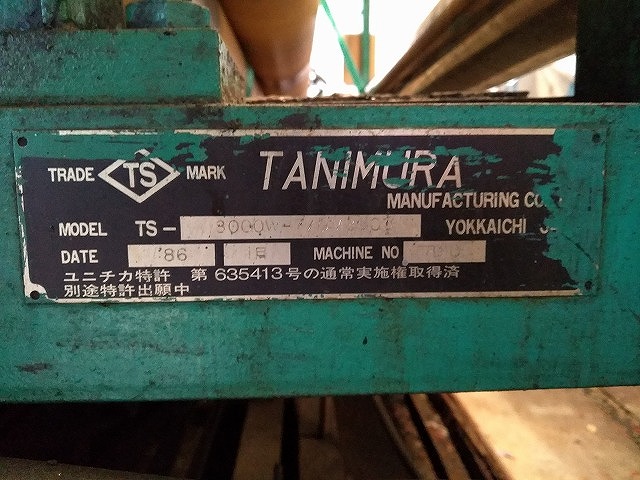 TRADE TS MARK TANIMURA
MANUFACTURING CO
MODEL TS- YOKKAICHI
DATE '86 MACHINE NO
ユニチカ特許 第635413号の通常実施権取得済
別途特許出願中